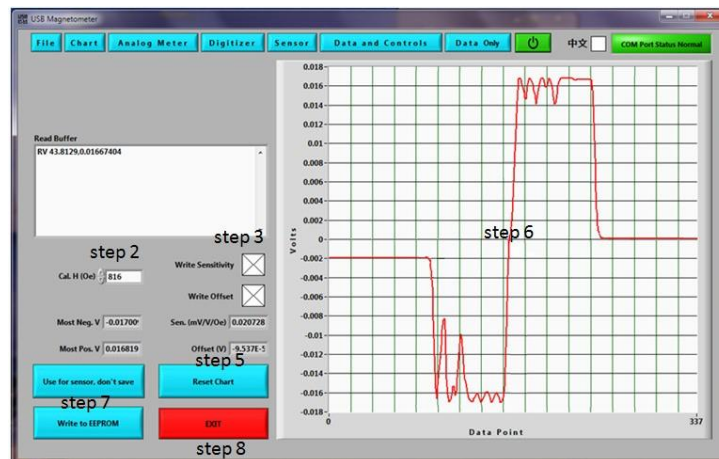 USB Magnetometer
File Chart Analog Meter Digitizer Sensor Data and Controls Data Only 中文 COM Port Status Normal
Read Buffer
RV 43.8129,0.01667404
step 2
step 3
Cal. H (Oe) 816
Write Sensitivity
Write Offset
Most Neg. V -0.01700
Sen. (mV/V/Oe) 0.020728
Most Pos. V 0.016819
Offset (V) -9.537E-5
step 5
Use for sensor, don't save
Reset Chart
step 7
Write to EEPROM
EXIT
step 8
0.018
0.016
0.014
0.012
0.01
0.008
0.006
0.004
0.002
0
-0.002
-0.004
-0.006
-0.008
-0.01
-0.012
-0.014
-0.016
-0.018
Volts
step 6
0
337
Data Point